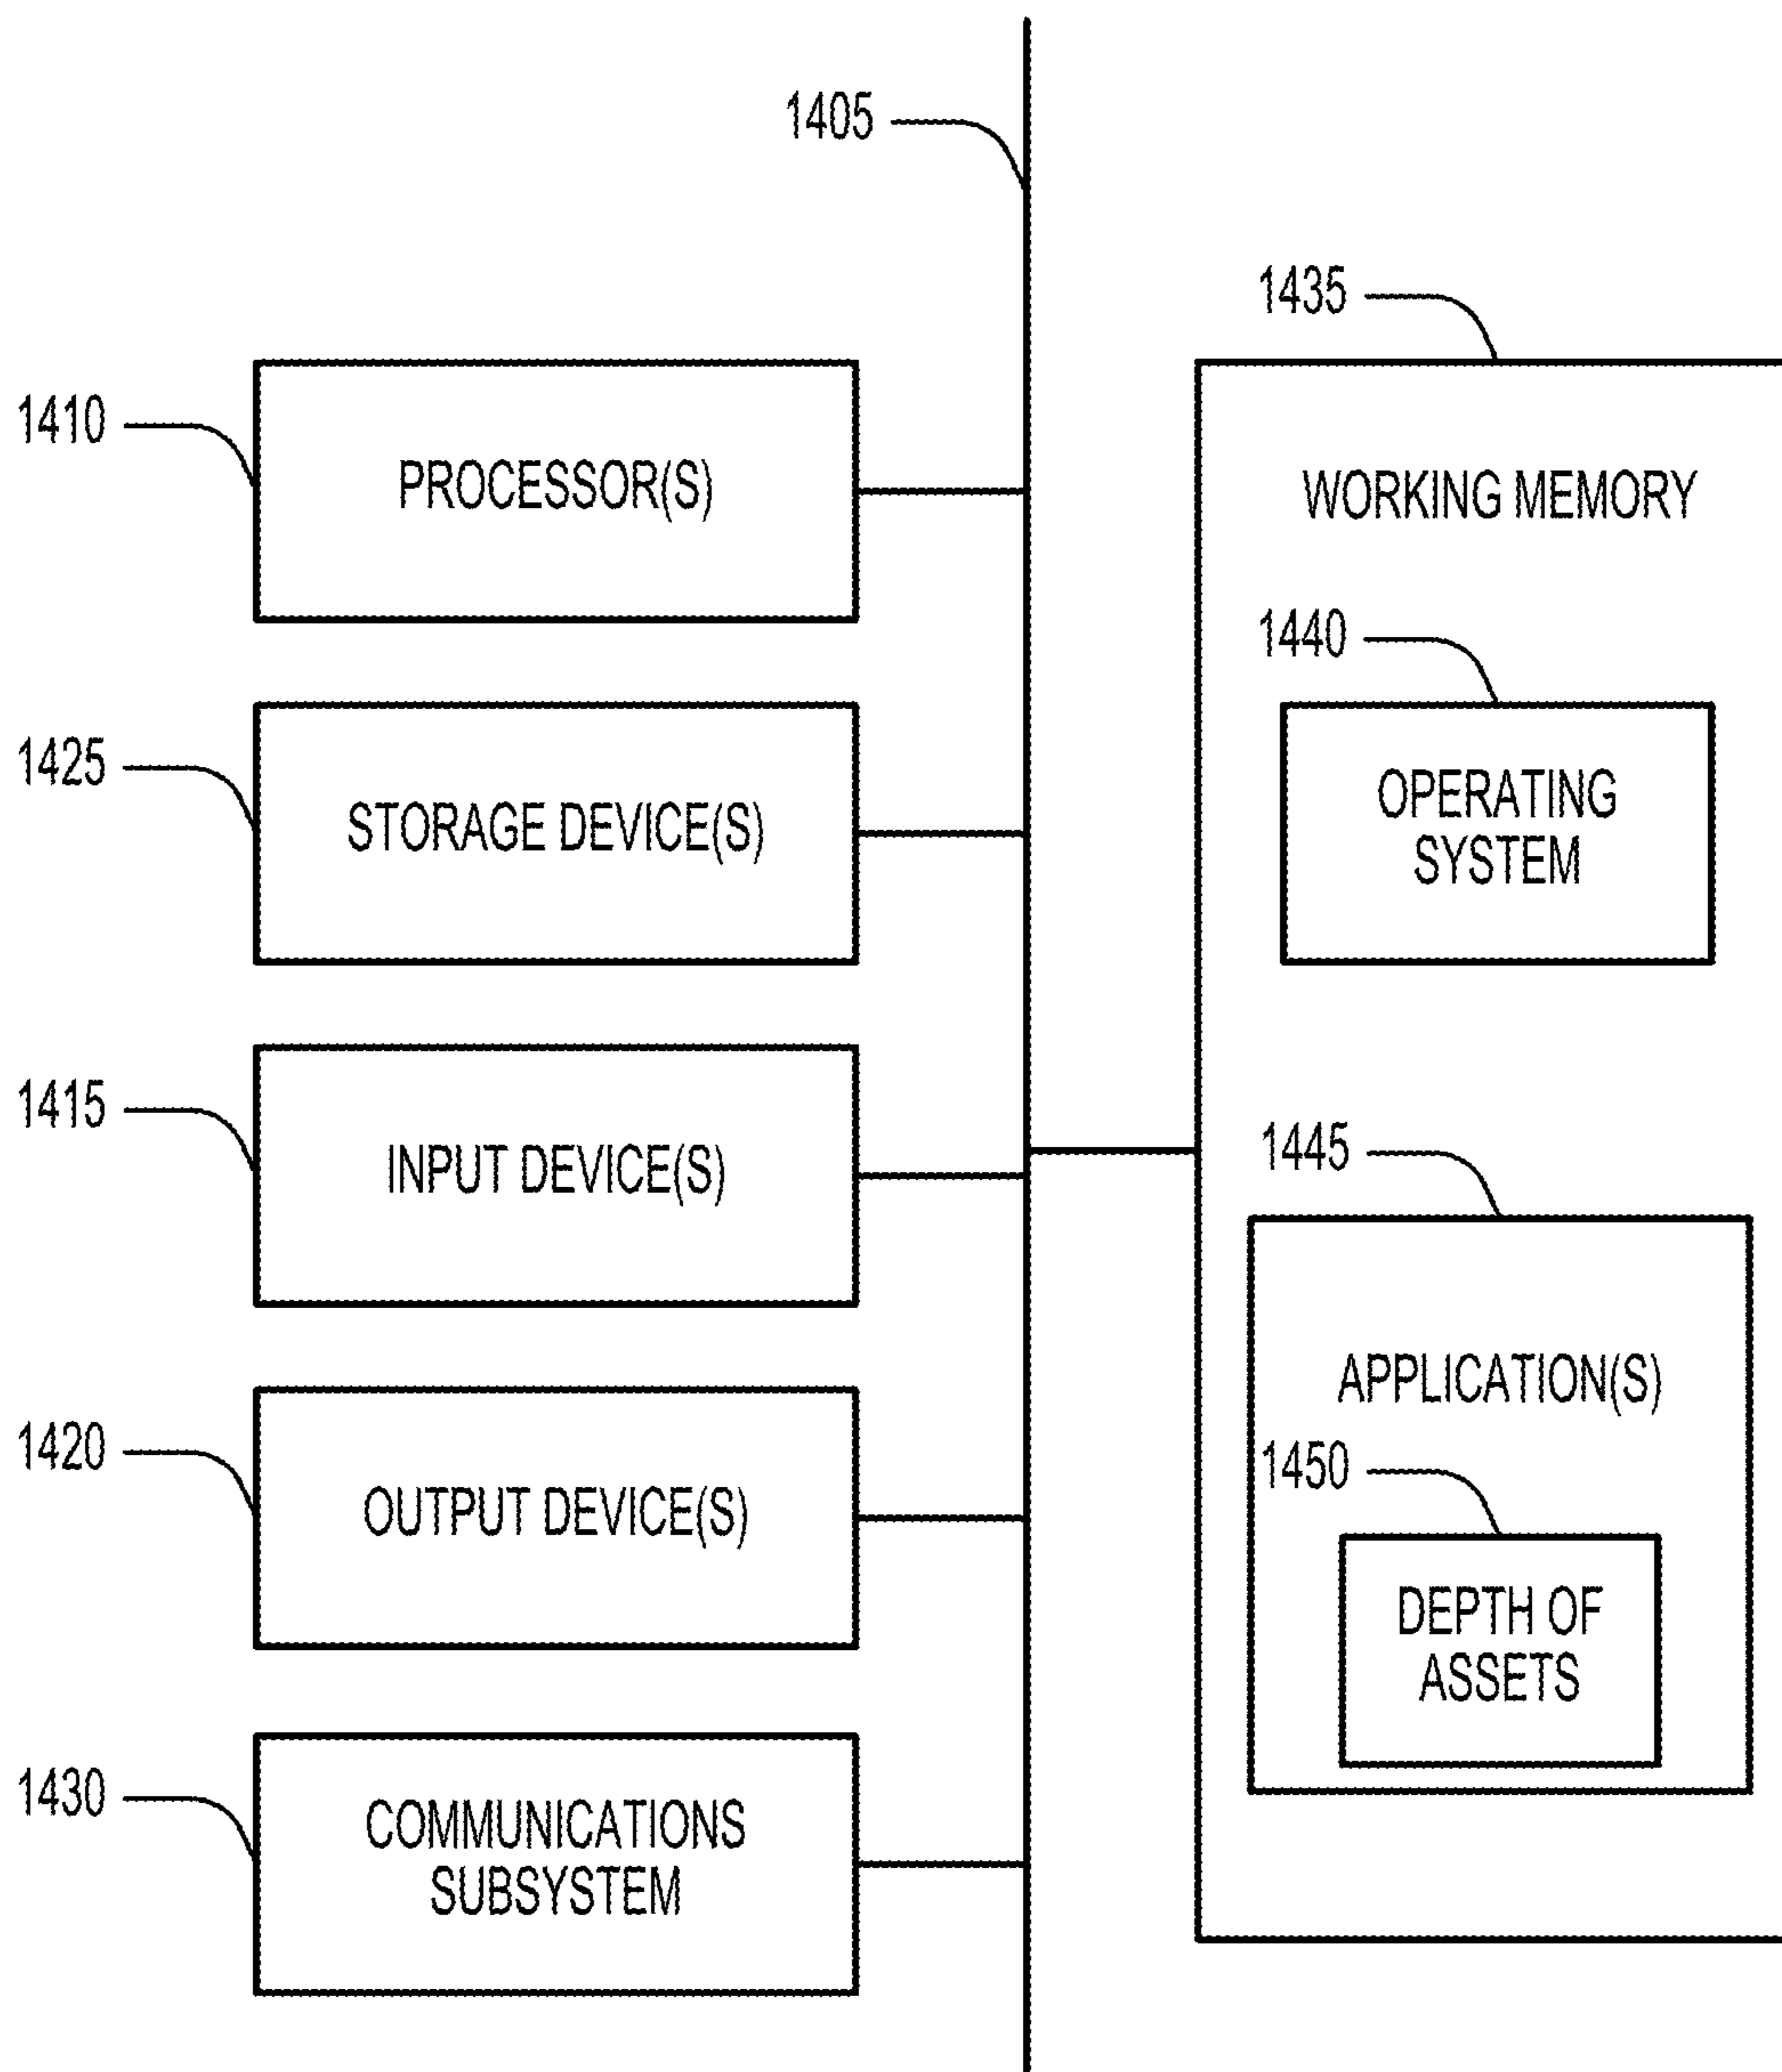 1405
1435
1410
PROCESSOR(S)
WORKING MEMORY
1440
1425
STORAGE DEVICE(S)
OPERATING
SYSTEM
1415
INPUT DEVICE(S)
1445
APPLICATION(S)
1420
OUTPUT DEVICE(S)
1450
DEPTH OF
ASSETS
1430
COMMUNICATIONS
SUBSYSTEM